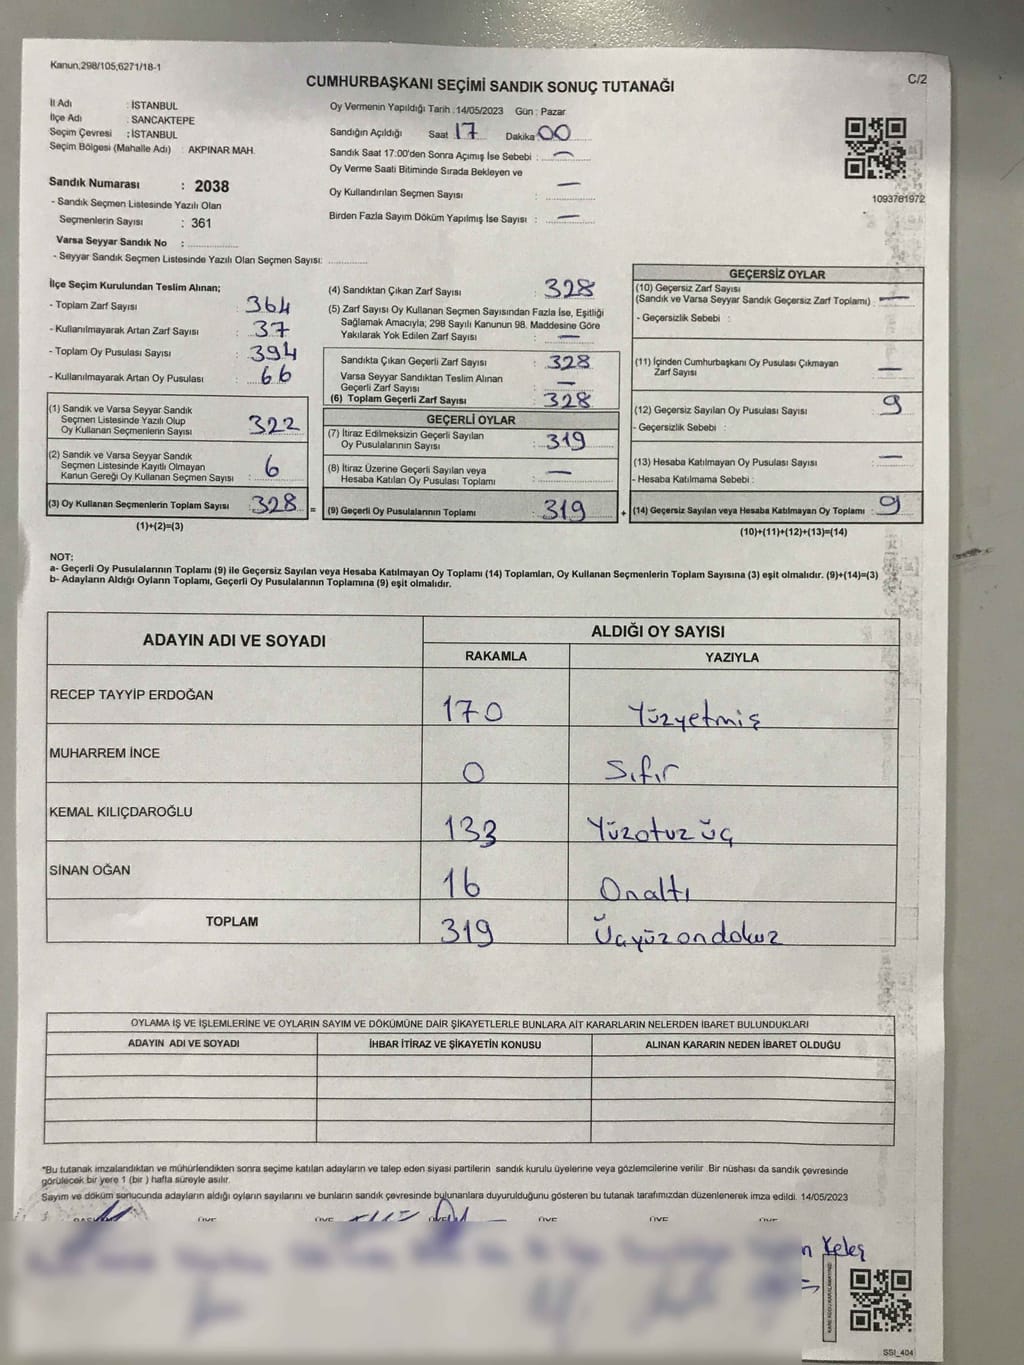 Kanun,298/105,6271/18-1
C/2
CUMHURBAŞKANI SEÇİMİ SANDIK SONUÇ TUTANAĞI
İl Adı : İSTANBUL
İlçe Adı : SANCAKTEPE
Seçim Çevresi : İSTANBUL
Seçim Bölgesi (Mahalle Adı) : AKPINAR MAH.
Sandık Numarası : 2038
- Sandık Seçmen Listesinde Yazılı Olan
Seçmenlerin Sayısı : 361
Varsa Seyyar Sandık No :
- Seyyar Sandık Seçmen Listesinde Yazılı Olan Seçmen Sayısı:
Oy Vermenin Yapıldığı Tarih : 14/05/2023 Gün : Pazar
Sandığın Açıldığı Saat : 17 Dakika 00
Sandık Saat 17:00'den Sonra Açımış İse Sebebi : —
Oy Verme Saati Bitiminde Sırada Bekleyen ve
Oy Kullandırılan Seçmen Sayısı : —
Birden Fazla Sayım Döküm Yapılmış İse Sayısı : —
1093781972
İlçe Seçim Kurulundan Teslim Alınan;
- Toplam Zarf Sayısı : 364
- Kullanılmayarak Artan Zarf Sayısı : 37
- Toplam Oy Pusulası Sayısı : 394
- Kullanılmayarak Artan Oy Pusulası : 66
(1) Sandık ve Varsa Seyyar Sandık
Seçmen Listesinde Yazılı Olup
Oy Kullanan Seçmenlerin Sayısı : 322
(2) Sandık ve Varsa Seyyar Sandık
Seçmen Listesinde Kayıtlı Olmayan
Kanun Gereği Oy Kullanan Seçmen Sayısı : 6
(3) Oy Kullanan Seçmenlerin Toplam Sayısı : 328 =
(1)+(2)=(3)
(4) Sandıktan Çıkan Zarf Sayısı : 328
(5) Zarf Sayısı Oy Kullanan Seçmen Sayısından Fazla İse, Eşitliği
Sağlamak Amacıyla; 298 Sayılı Kanunun 98. Maddesine Göre
Yakılarak Yok Edilen Zarf Sayısı : —
Sandıkta Çıkan Geçerli Zarf Sayısı : 328
Varsa Seyyar Sandıktan Teslim Alınan
Geçerli Zarf Sayısı : —
(6) Toplam Geçerli Zarf Sayısı : 328
GEÇERLİ OYLAR
(7) İtiraz Edilmeksizin Geçerli Sayılan
Oy Pusulalarının Sayısı : 319
(8) İtiraz Üzerine Geçerli Sayılan veya
Hesaba Katılan Oy Pusulası Toplamı : —
(9) Geçerli Oy Pusulalarının Toplamı : 319 +
GEÇERSİZ OYLAR
(10) Geçersiz Zarf Sayısı
(Sandık ve Varsa Seyyar Sandık Geçersiz Zarf Toplamı) : —
- Geçersizlik Sebebi :
(11) İçinden Cumhurbaşkanı Oy Pusulası Çıkmayan
Zarf Sayısı : —
(12) Geçersiz Sayılan Oy Pusulası Sayısı : 9
- Geçersizlik Sebebi :
(13) Hesaba Katılmayan Oy Pusulası Sayısı : —
- Hesaba Katılmama Sebebi :
(14) Geçersiz Sayılan veya Hesaba Katılmayan Oy Toplamı : 9
(10)+(11)+(12)+(13)=(14)
NOT:
a- Geçerli Oy Pusulalarının Toplamı (9) ile Geçersiz Sayılan veya Hesaba Katılmayan Oy Toplamı (14) Toplamları, Oy Kullanan Seçmenlerin Toplam Sayısına (3) eşit olmalıdır. (9)+(14)=(3)
b- Adayların Aldığı Oyların Toplamı, Geçerli Oy Pusulalarının Toplamına (9) eşit olmalıdır.
ADAYIN ADI VE SOYADI ALDIĞI OY SAYISI
RAKAMLA YAZIYLA
RECEP TAYYİP ERDOĞAN 170 Yüzyetmiş
MUHARREM İNCE 0 Sıfır
KEMAL KILIÇDAROĞLU 133 Yüzotuz üç
SİNAN OĞAN 16 Onaltı
TOPLAM 319 Üçyüzondokuz
OYLAMA İŞ VE İŞLEMLERİNE VE OYLARIN SAYIM VE DÖKÜMÜNE DAİR ŞİKAYETLERLE BUNLARA AİT KARARLARIN NELERDEN İBARET BULUNDUKLARI
ADAYIN ADI VE SOYADI İHBAR İTİRAZ VE ŞİKAYETİN KONUSU ALINAN KARARIN NEDEN İBARET OLDUĞU
*Bu tutanak imzalandıktan ve mühürlendikten sonra seçime katılan adayların ve talep eden siyasi partilerin sandık kurulu üyelerine veya gözlemcilerine verilir. Bir nüshası da sandık çevresinde
görülecek bir yere 1 (bir ) hafta süreyle asılır.
Sayım ve döküm sonucunda adayların aldığı oyların sayılarını ve bunların sandık çevresinde bulunanlara duyurulduğunu gösteren bu tutanak tarafımızdan düzenlenerek imza edildi. 14/05/2023
ÜYE ÜYE ÜYE ÜYE ÜYE ÜYE
n Keleş
SSI_404